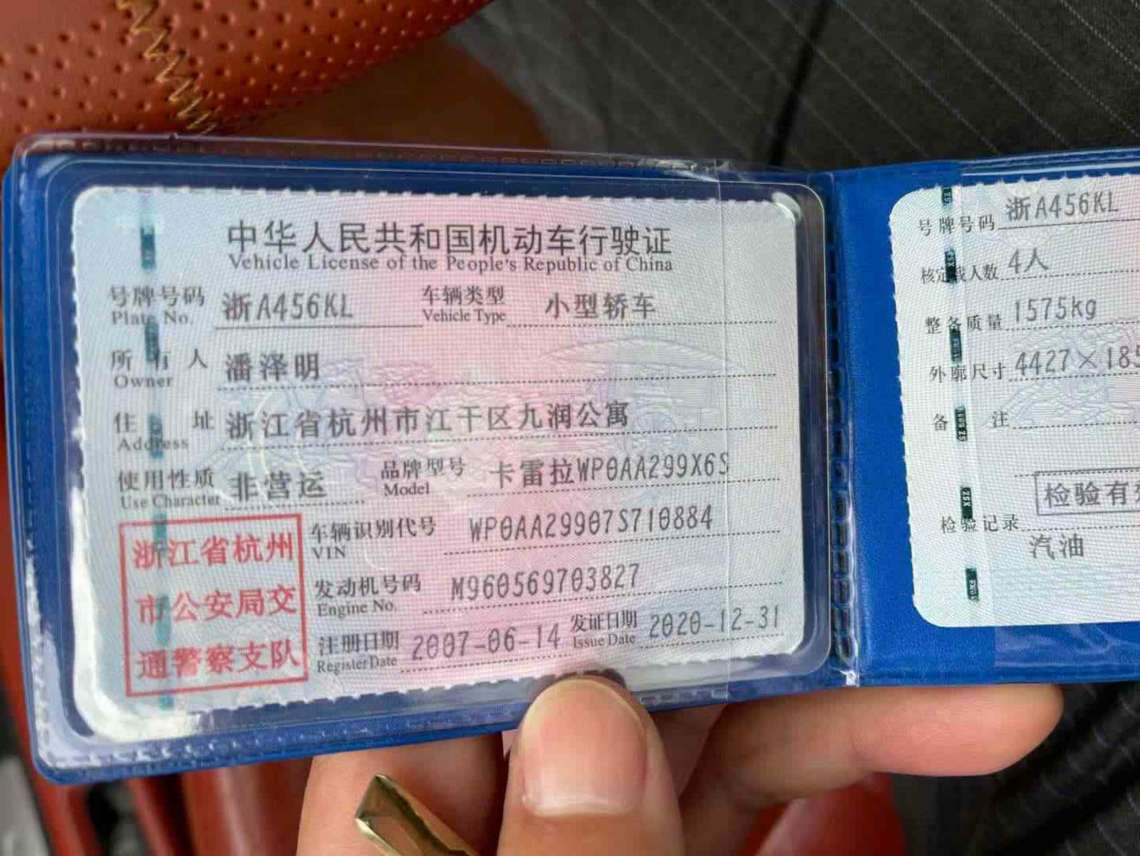 中华人民共和国机动车行驶证
Vehicle License of the People's Republic of China
号牌号码 浙A456KL 车辆类型 小型轿车
Plate No. Vehicle Type
所有人 潘泽明
Owner
住址 浙江省杭州市江干区九润公寓
Address
使用性质 非营运 品牌型号 卡雷拉WP0AA299X6S
Use Character Model
车辆识别代号 WP0AA29907S710884
VIN
发动机号码 M960569703827
Engine No.
注册日期 2007-06-14 发证日期 2020-12-31
Register Date Issue Date
浙江省杭州
市公安局交
通警察支队
号牌号码 浙A456KL
核定载人数 4人
整备质量 1575kg
外廓尺寸 4427×185
备注
检验有
检验记录
汽油